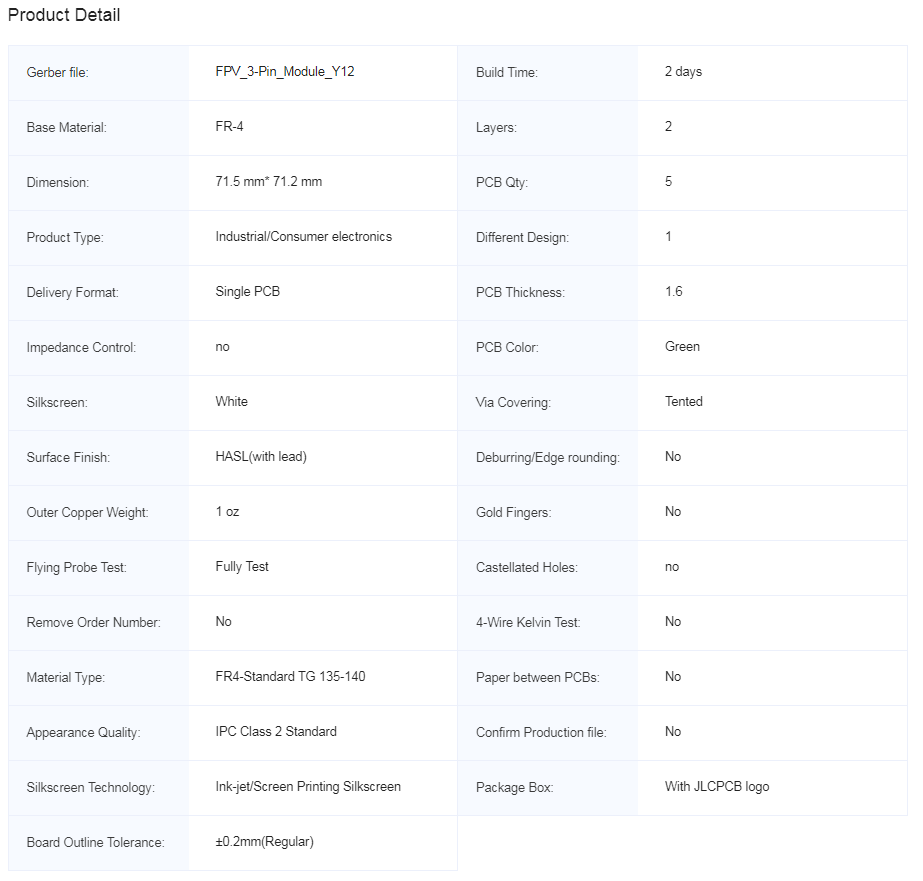 Product Detail
Gerber file: FPV_3-Pin_Module_Y12 Build Time: 2 days
Base Material: FR-4 Layers: 2
Dimension: 71.5 mm* 71.2 mm PCB Qty: 5
Product Type: Industrial/Consumer electronics Different Design: 1
Delivery Format: Single PCB PCB Thickness: 1.6
Impedance Control: no PCB Color: Green
Silkscreen: White Via Covering: Tented
Surface Finish: HASL(with lead) Deburring/Edge rounding: No
Outer Copper Weight: 1 oz Gold Fingers: No
Flying Probe Test: Fully Test Castellated Holes: no
Remove Order Number: No 4-Wire Kelvin Test: No
Material Type: FR4-Standard TG 135-140 Paper between PCBs: No
Appearance Quality: IPC Class 2 Standard Confirm Production file: No
Silkscreen Technology: Ink-jet/Screen Printing Silkscreen Package Box: With JLCPCB logo
Board Outline Tolerance: ±0.2mm(Regular)